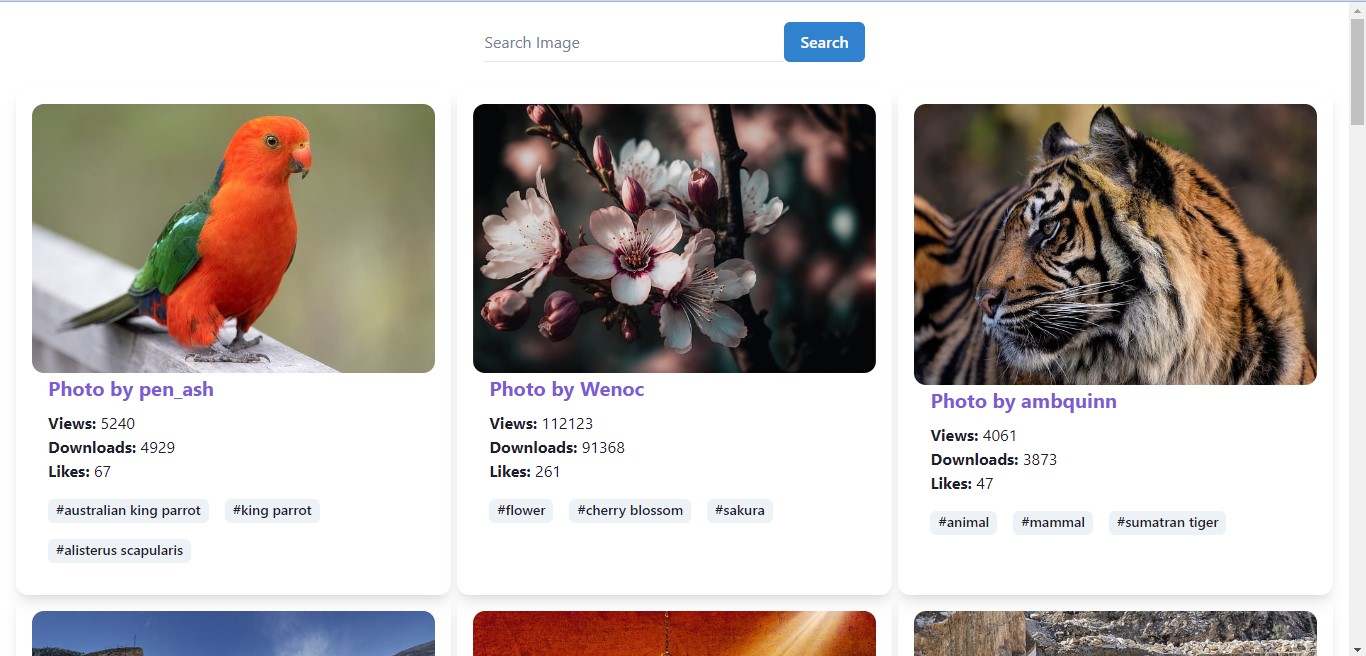 Search Image
Search
Photo by pen_ash
Views: 5240
Downloads: 4929
Likes: 67
#australian king parrot
#king parrot
#alisterus scapularis
Photo by Wenoc
Views: 112123
Downloads: 91368
Likes: 261
#flower
#cherry blossom
#sakura
Photo by ambquinn
Views: 4061
Downloads: 3873
Likes: 47
#animal
#mammal
#sumatran tiger